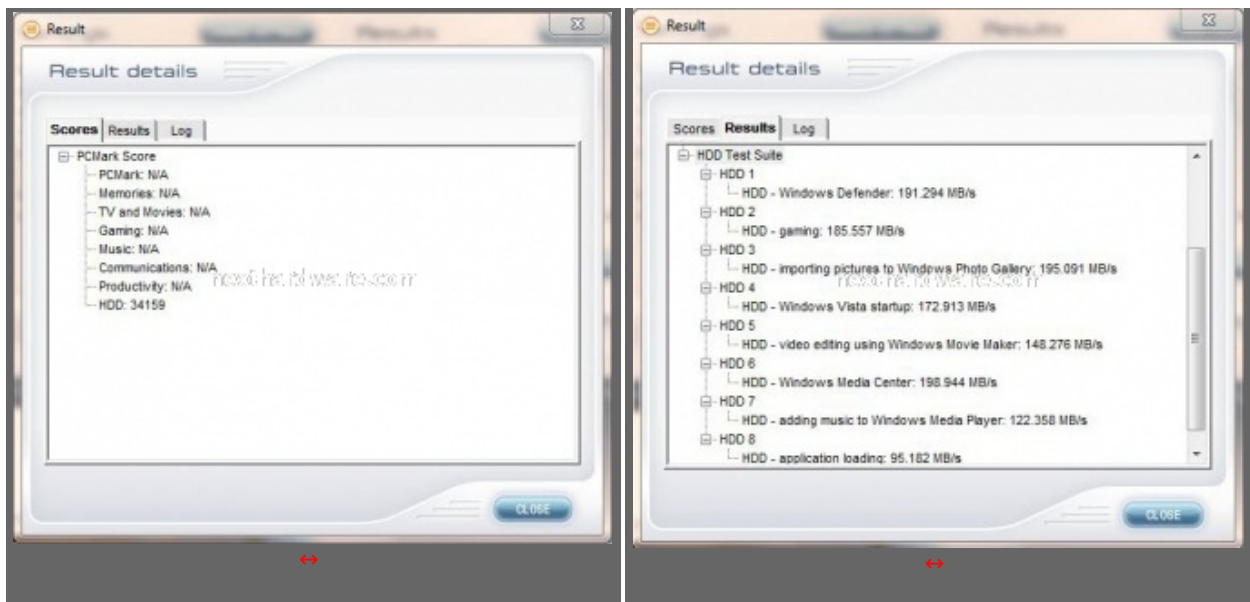 Result
Result details
Scores Results Log
PCMark Score
PCMark: N/A
Memories: N/A
TV and Movies: N/A
Gaming: N/A
Music: N/A
Communications: N/A
Productivity: N/A
HDD: 34159
CLOSE
Result
Result details
Scores Results Log
HDD Test Suite
HDD 1
HDD - Windows Defender: 191.294 MB/s
HDD 2
HDD - gaming: 185.557 MB/s
HDD 3
HDD - importing pictures to Windows Photo Gallery: 195.091 MB/s
HDD 4
HDD - Windows Vista startup: 172.913 MB/s
HDD 5
HDD - video editing using Windows Movie Maker: 148.276 MB/s
HDD 6
HDD - Windows Media Center: 198.944 MB/s
HDD 7
HDD - adding music to Windows Media Player: 122.358 MB/s
HDD 8
HDD - application loading: 95.182 MB/s
CLOSE